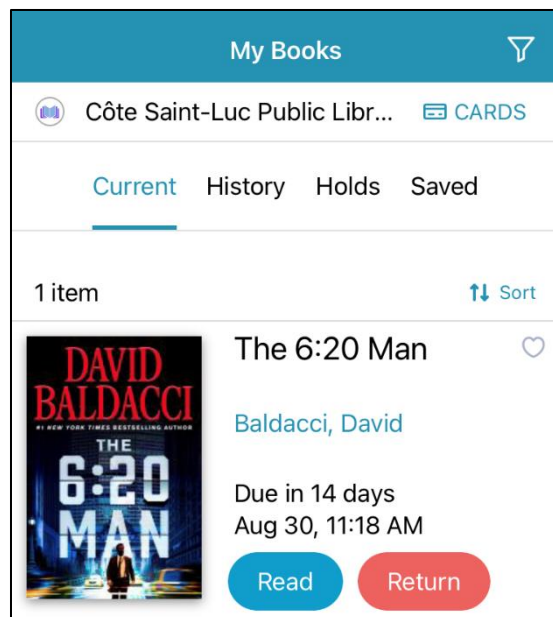 My Books
Côte Saint-Luc Public Libr... CARDS
Current History Holds Saved
1 item Sort
The 6:20 Man
Baldacci, David
Due in 14 days
Aug 30, 11:18 AM
Read Return
DAVID
BALDACCI
#1 NEW YORK TIMES BESTSELLING AUTHOR
THE
6:20
MAN